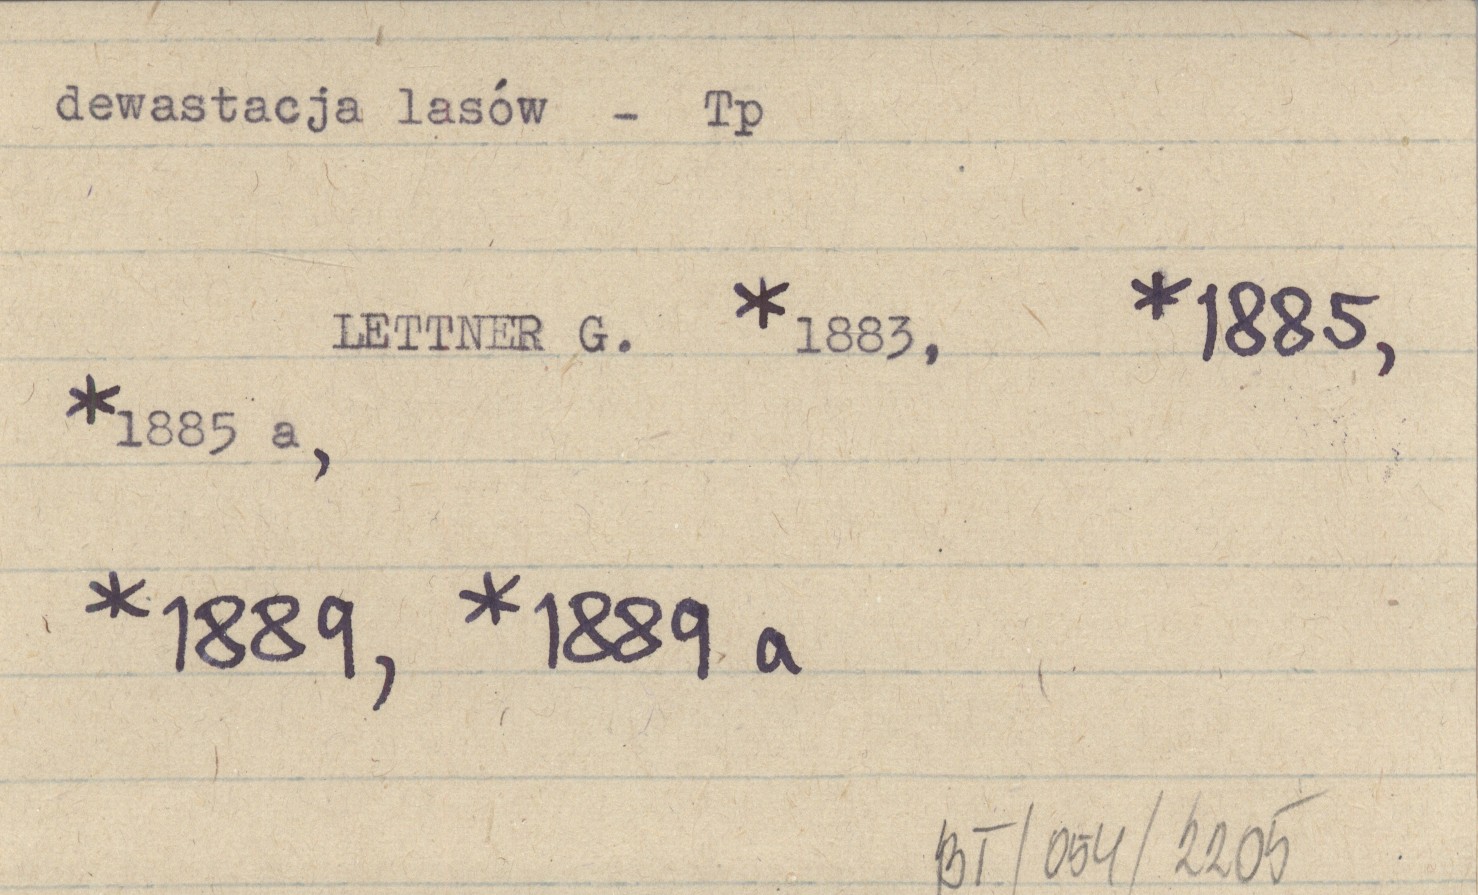 dewastacja lasów - Tp
LETTNER G. *1883, *1885,
*1885 a,
*1889, *1889 a
BT/054/2205